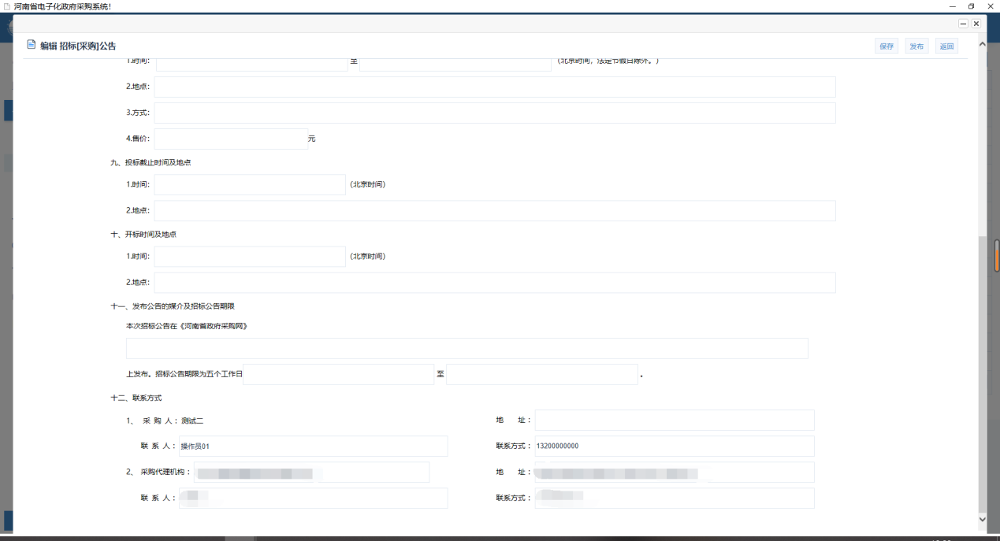 河南省电子化政府采购系统!
编辑 招标[采购]公告
保存 发布 返回
1.时间: 至 (北京时间, 法定节假日除外。)
2.地点:
3.方式:
4.售价: 元
九、投标截止时间及地点
1.时间: (北京时间)
2.地点:
十、开标时间及地点
1.时间: (北京时间)
2.地点:
十一、发布公告的媒介及招标公告期限
本次招标公告在《河南省政府采购网》
上发布。招标公告期限为五个工作日 至 。
十二、联系方式
1、 采 购 人: 测试二 地 址:
联 系 人: 操作员01 联系方式: 13200000000
2、 采购代理机构: 地 址:
联 系 人: 联系方式: